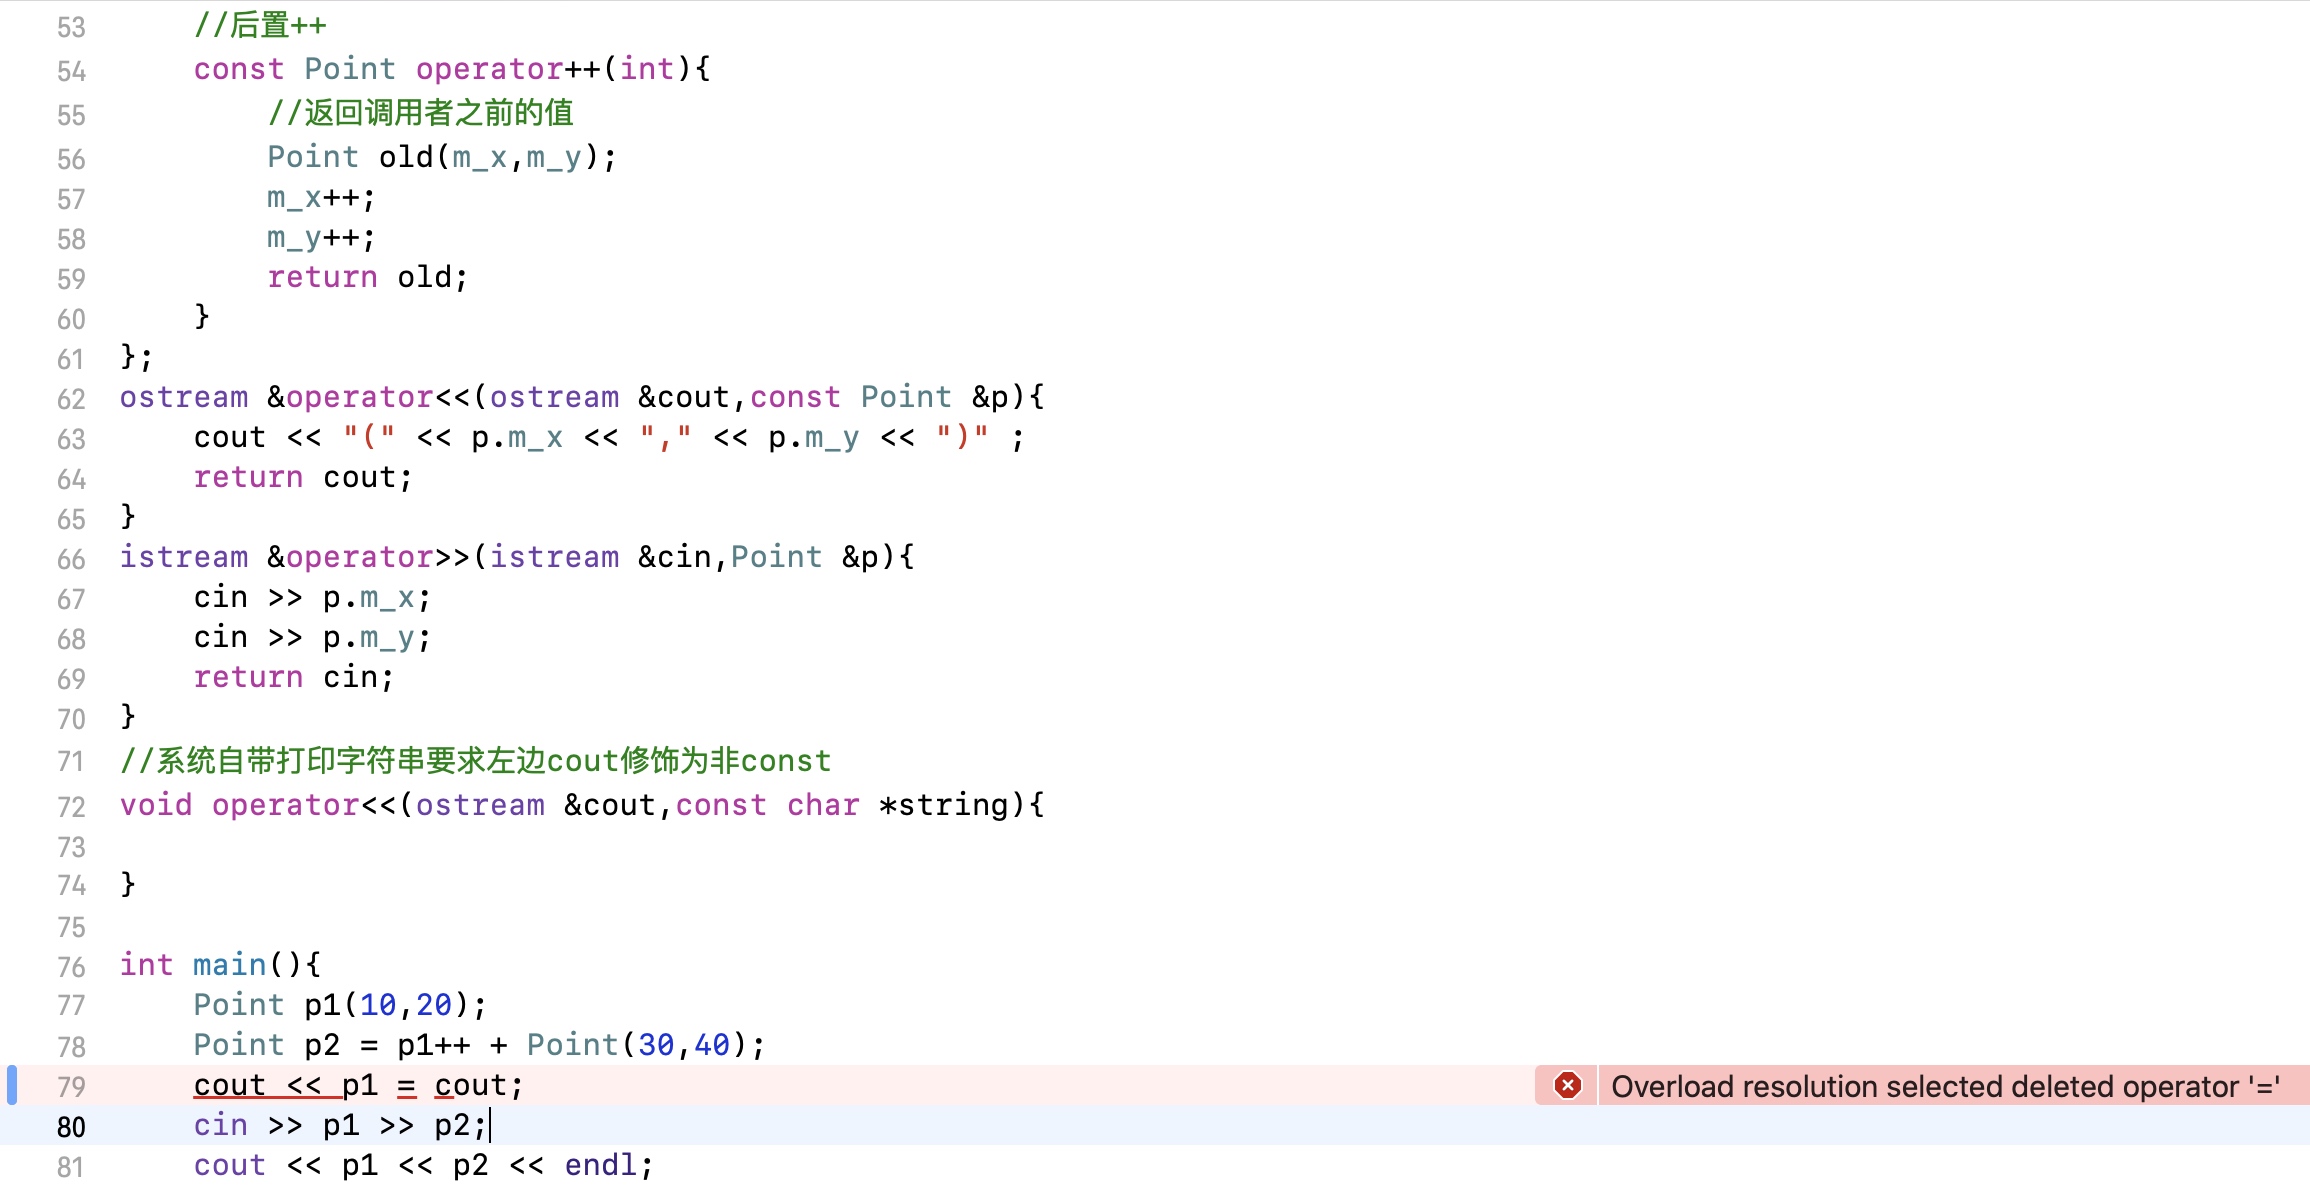 53 //后置++
54 const Point operator++(int){
55 //返回调用者之前的值
56 Point old(m_x,m_y);
57 m_x++;
58 m_y++;
59 return old;
60 }
61 };
62 ostream &operator<<(ostream &cout,const Point &p){
63 cout << "(" << p.m_x << "," << p.m_y << ")" ;
64 return cout;
65 }
66 istream &operator>>(istream &cin,Point &p){
67 cin >> p.m_x;
68 cin >> p.m_y;
69 return cin;
70 }
71 //系统自带打印字符串要求左边cout修饰为非const
72 void operator<<(ostream &cout,const char *string){
73
74 }
75
76 int main(){
77 Point p1(10,20);
78 Point p2 = p1++ + Point(30,40);
79 cout << p1 = cout; Overload resolution selected deleted operator '='
80 cin >> p1 >> p2;
81 cout << p1 << p2 << endl;